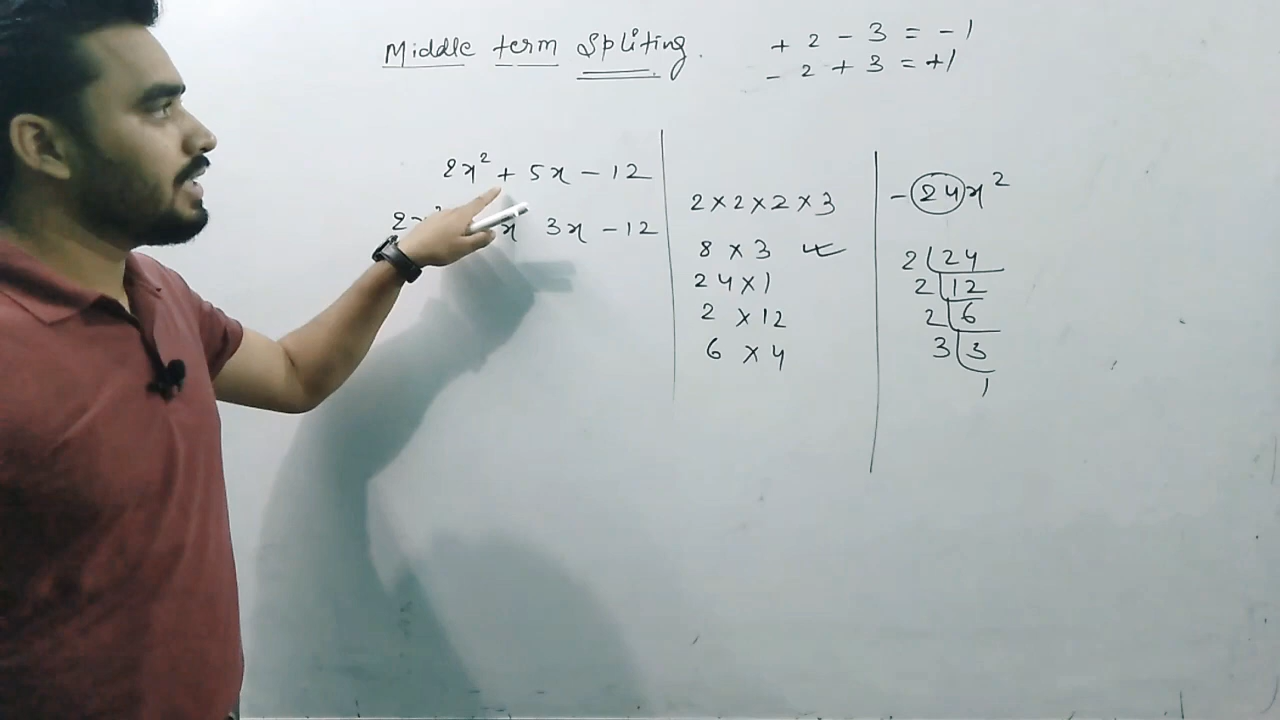 Middle term Spliting.
+ 2 - 3 = - 1
- 2 + 3 = +1
2x² + 5x - 12
x 3x - 12
2 × 2 × 2 × 3
8 × 3 ✓
24 × 1
2 × 12
6 × 4
- 24x²
2 24
2 12
2 6
3 3
1